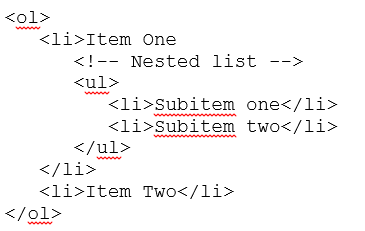 <ol>
<li>Item One
<!-- Nested list -->
<ul>
<li>Subitem one</li>
<li>Subitem two</li>
</ul>
</li>
<li>Item Two</li>
</ol>